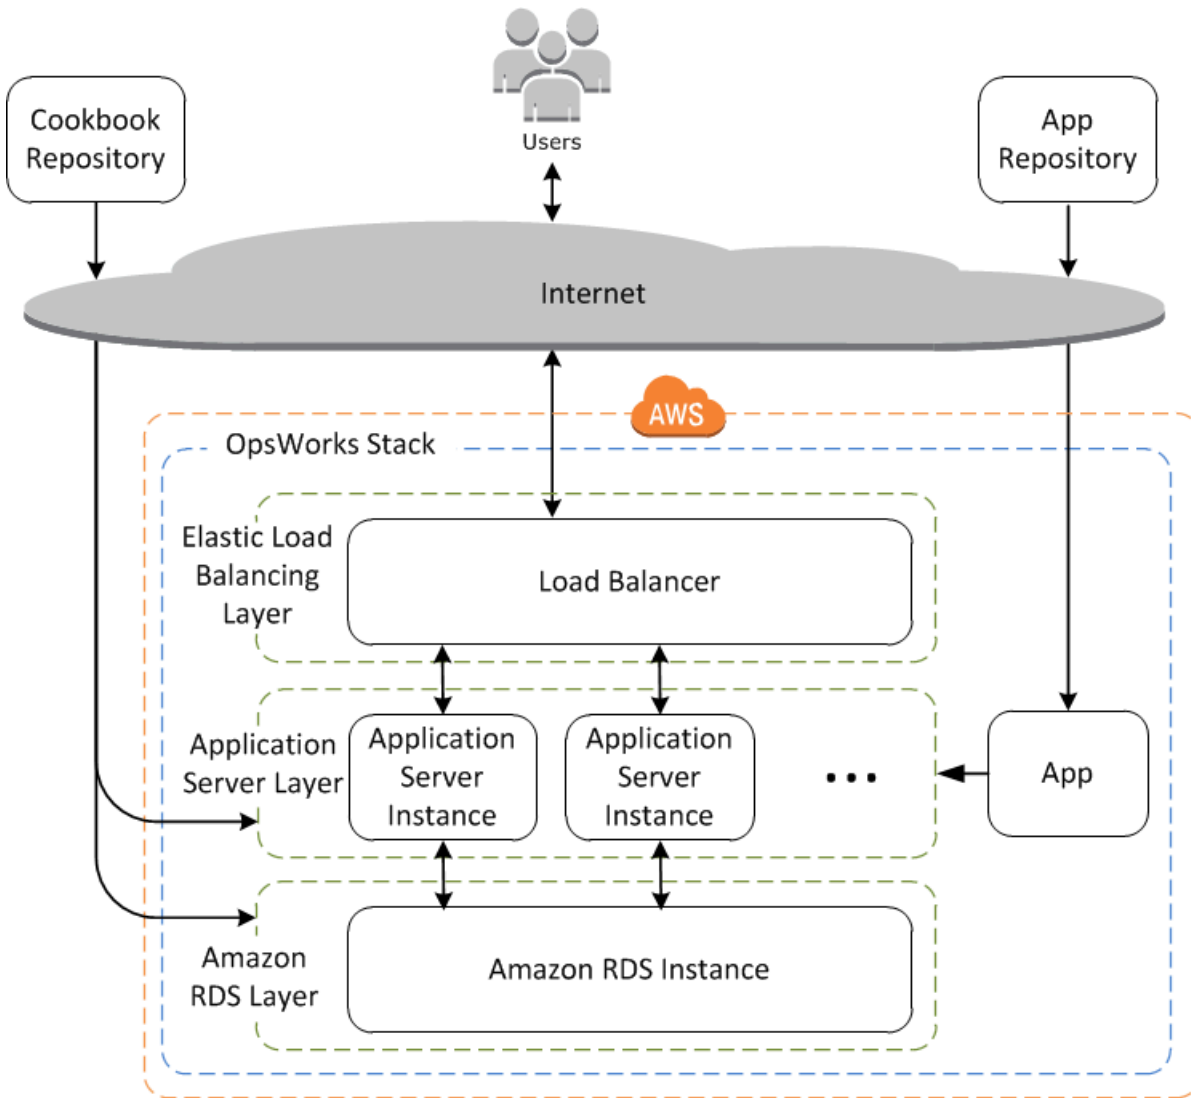 Users
Cookbook
Repository
App
Repository
Internet
AWS
OpsWorks Stack
Elastic Load
Balancing
Layer
Load Balancer
Application
Server Layer
Application
Server
Instance
Application
Server
Instance
...
App
Amazon
RDS Layer
Amazon RDS Instance